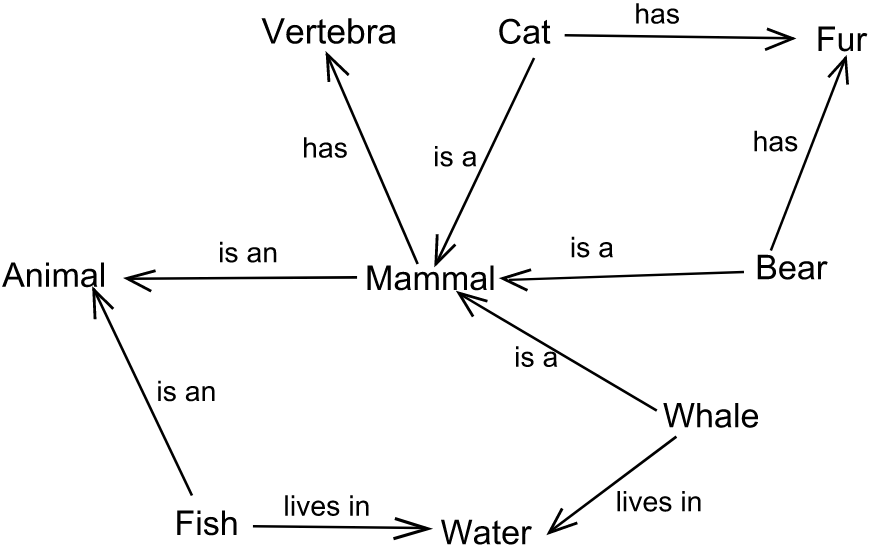 Vertebra
Cat
has
Fur
has
is a
has
Animal
is an
Mammal
is a
Bear
is an
is a
Whale
Fish
lives in
Water
lives in